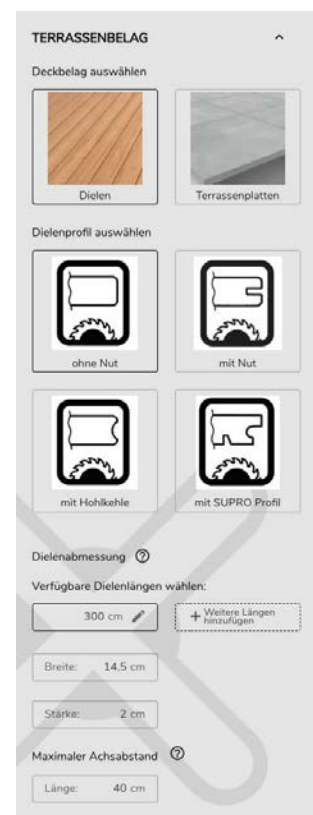 TERRASSENBELAG
Deckbelag auswählen
Dielen
Terrassenplatten
Dielenprofil auswählen
ohne Nut
mit Nut
mit Hohlkehle
mit SUPRO Profil
Dielenabmessung ?
Verfügbare Dielenlängen wählen:
300 cm
+ Weitere Längen
hinzufügen
Breite: 14,5 cm
Stärke: 2 cm
Maximaler Achsabstand ?
Länge: 40 cm